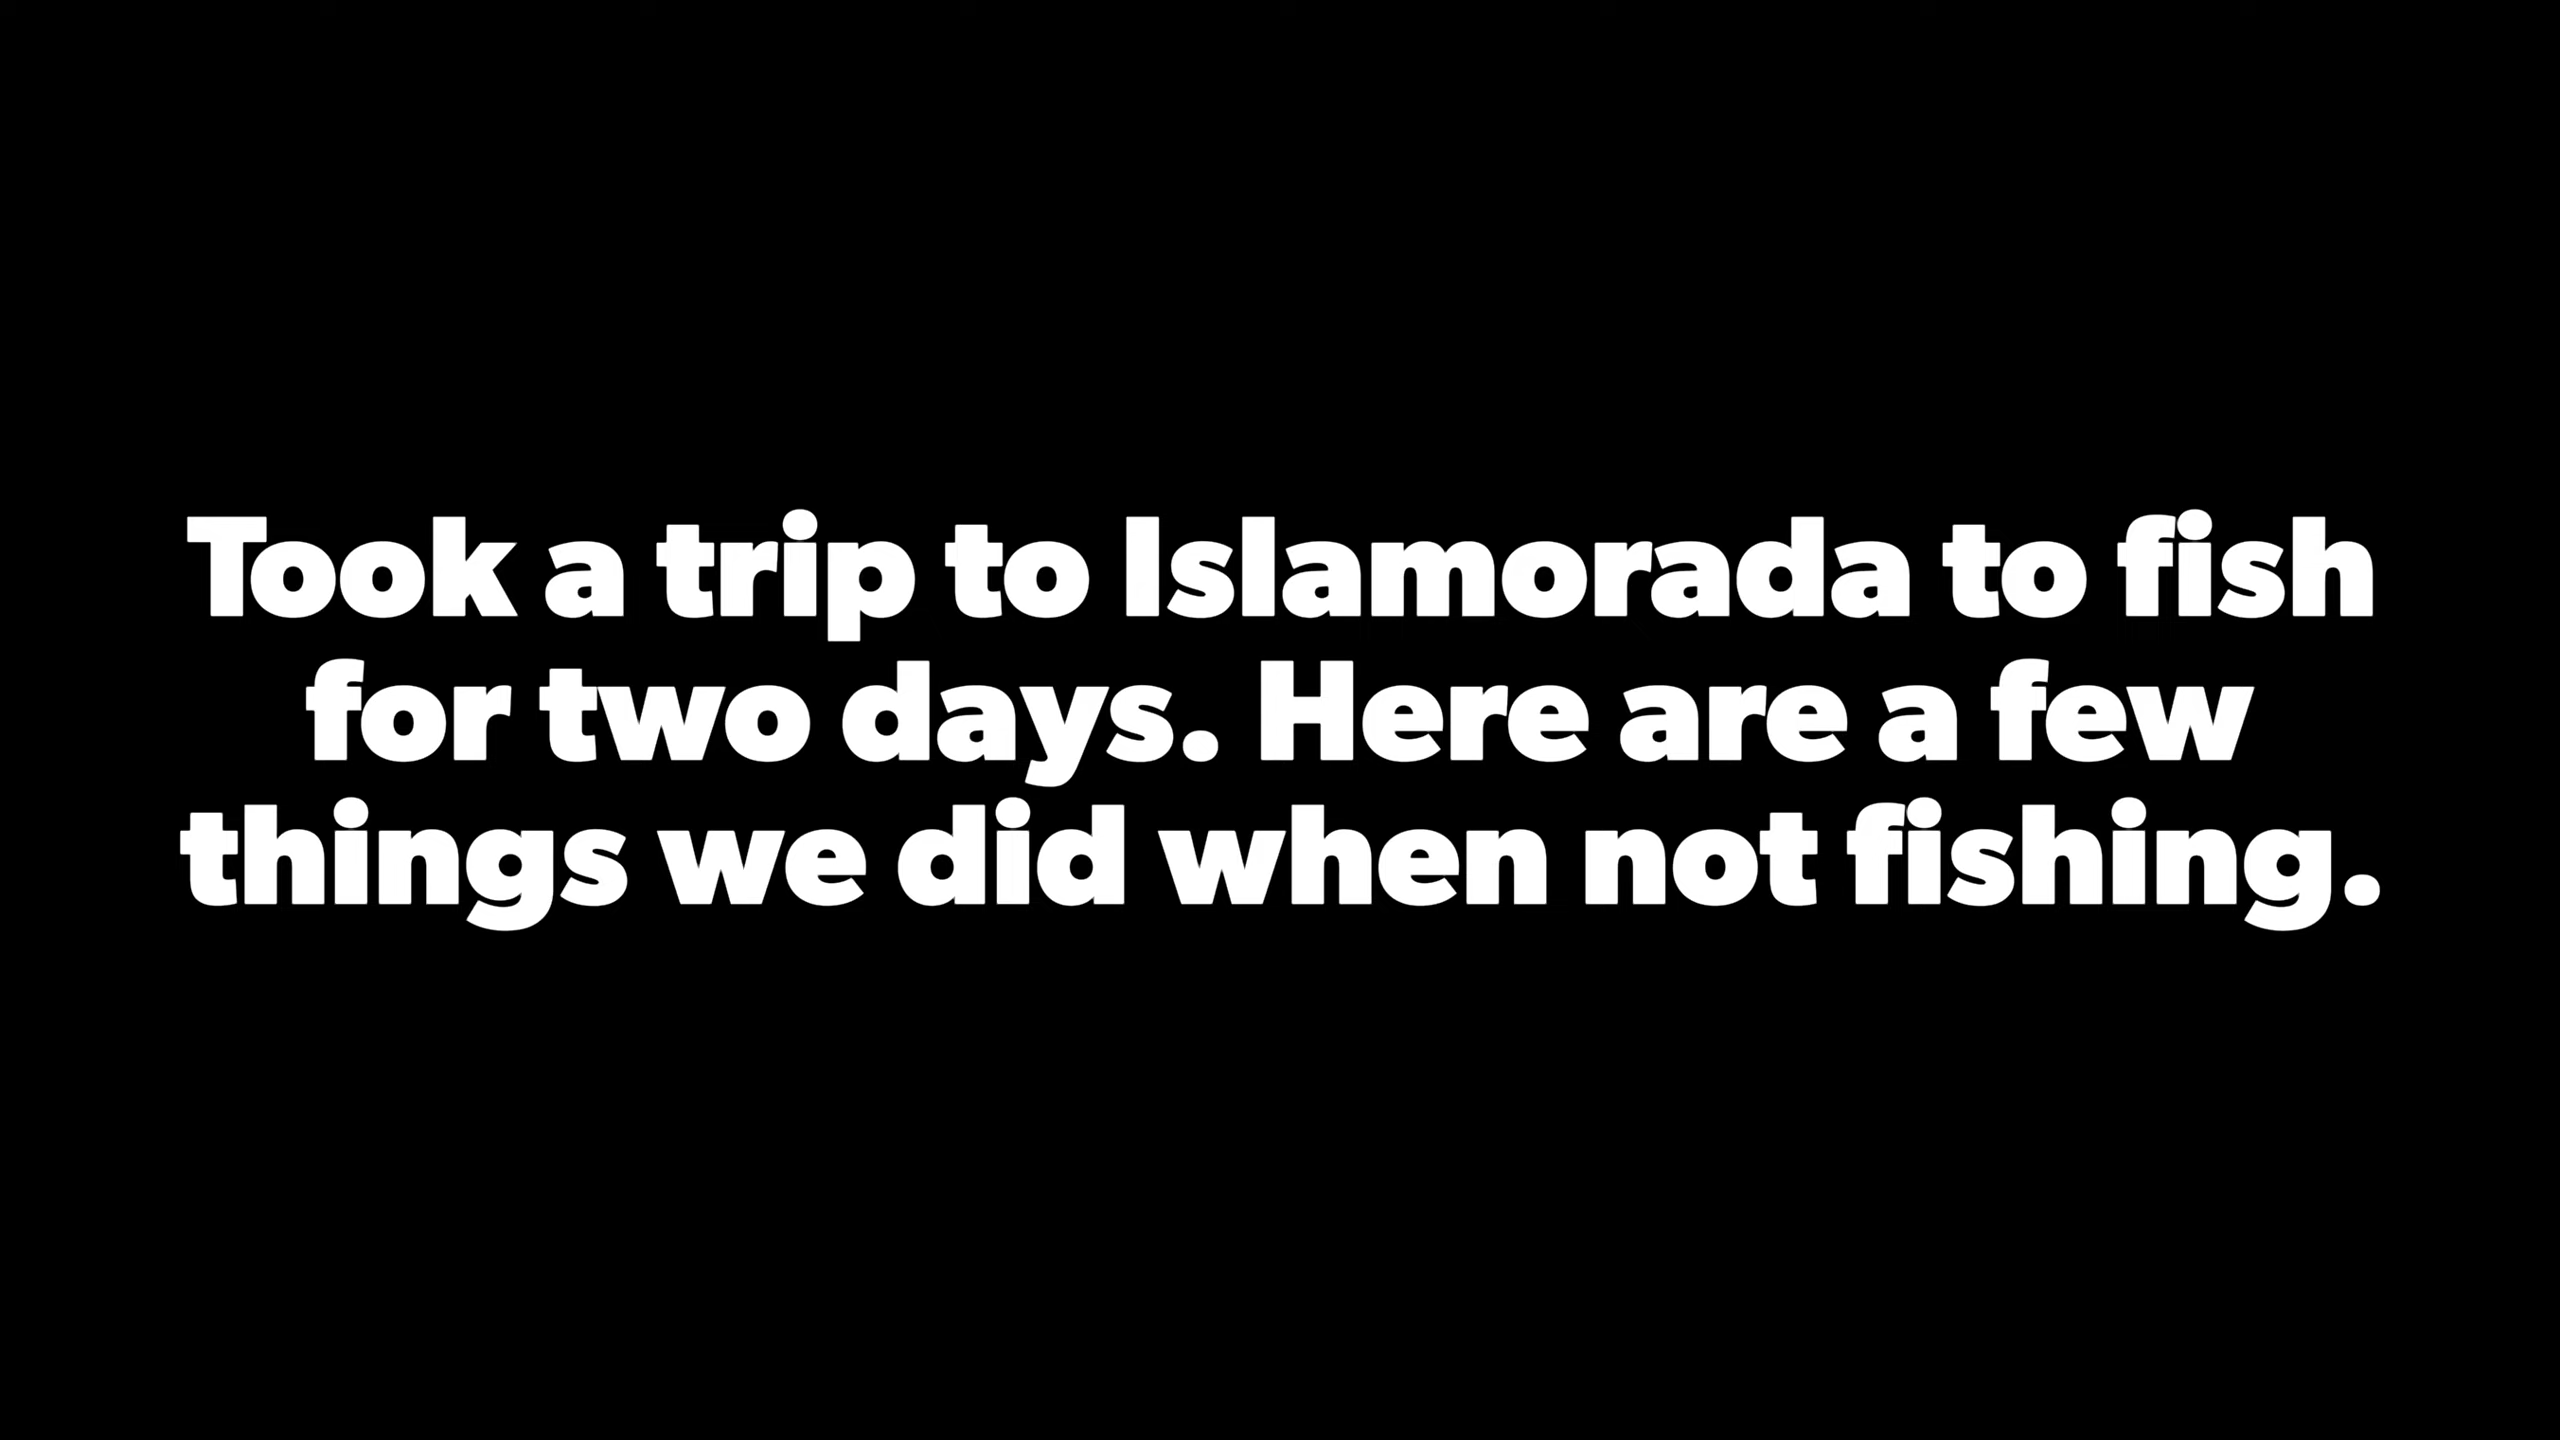 Took a trip to Islamorada to fish
for two days. Here are a few
things we did when not fishing.